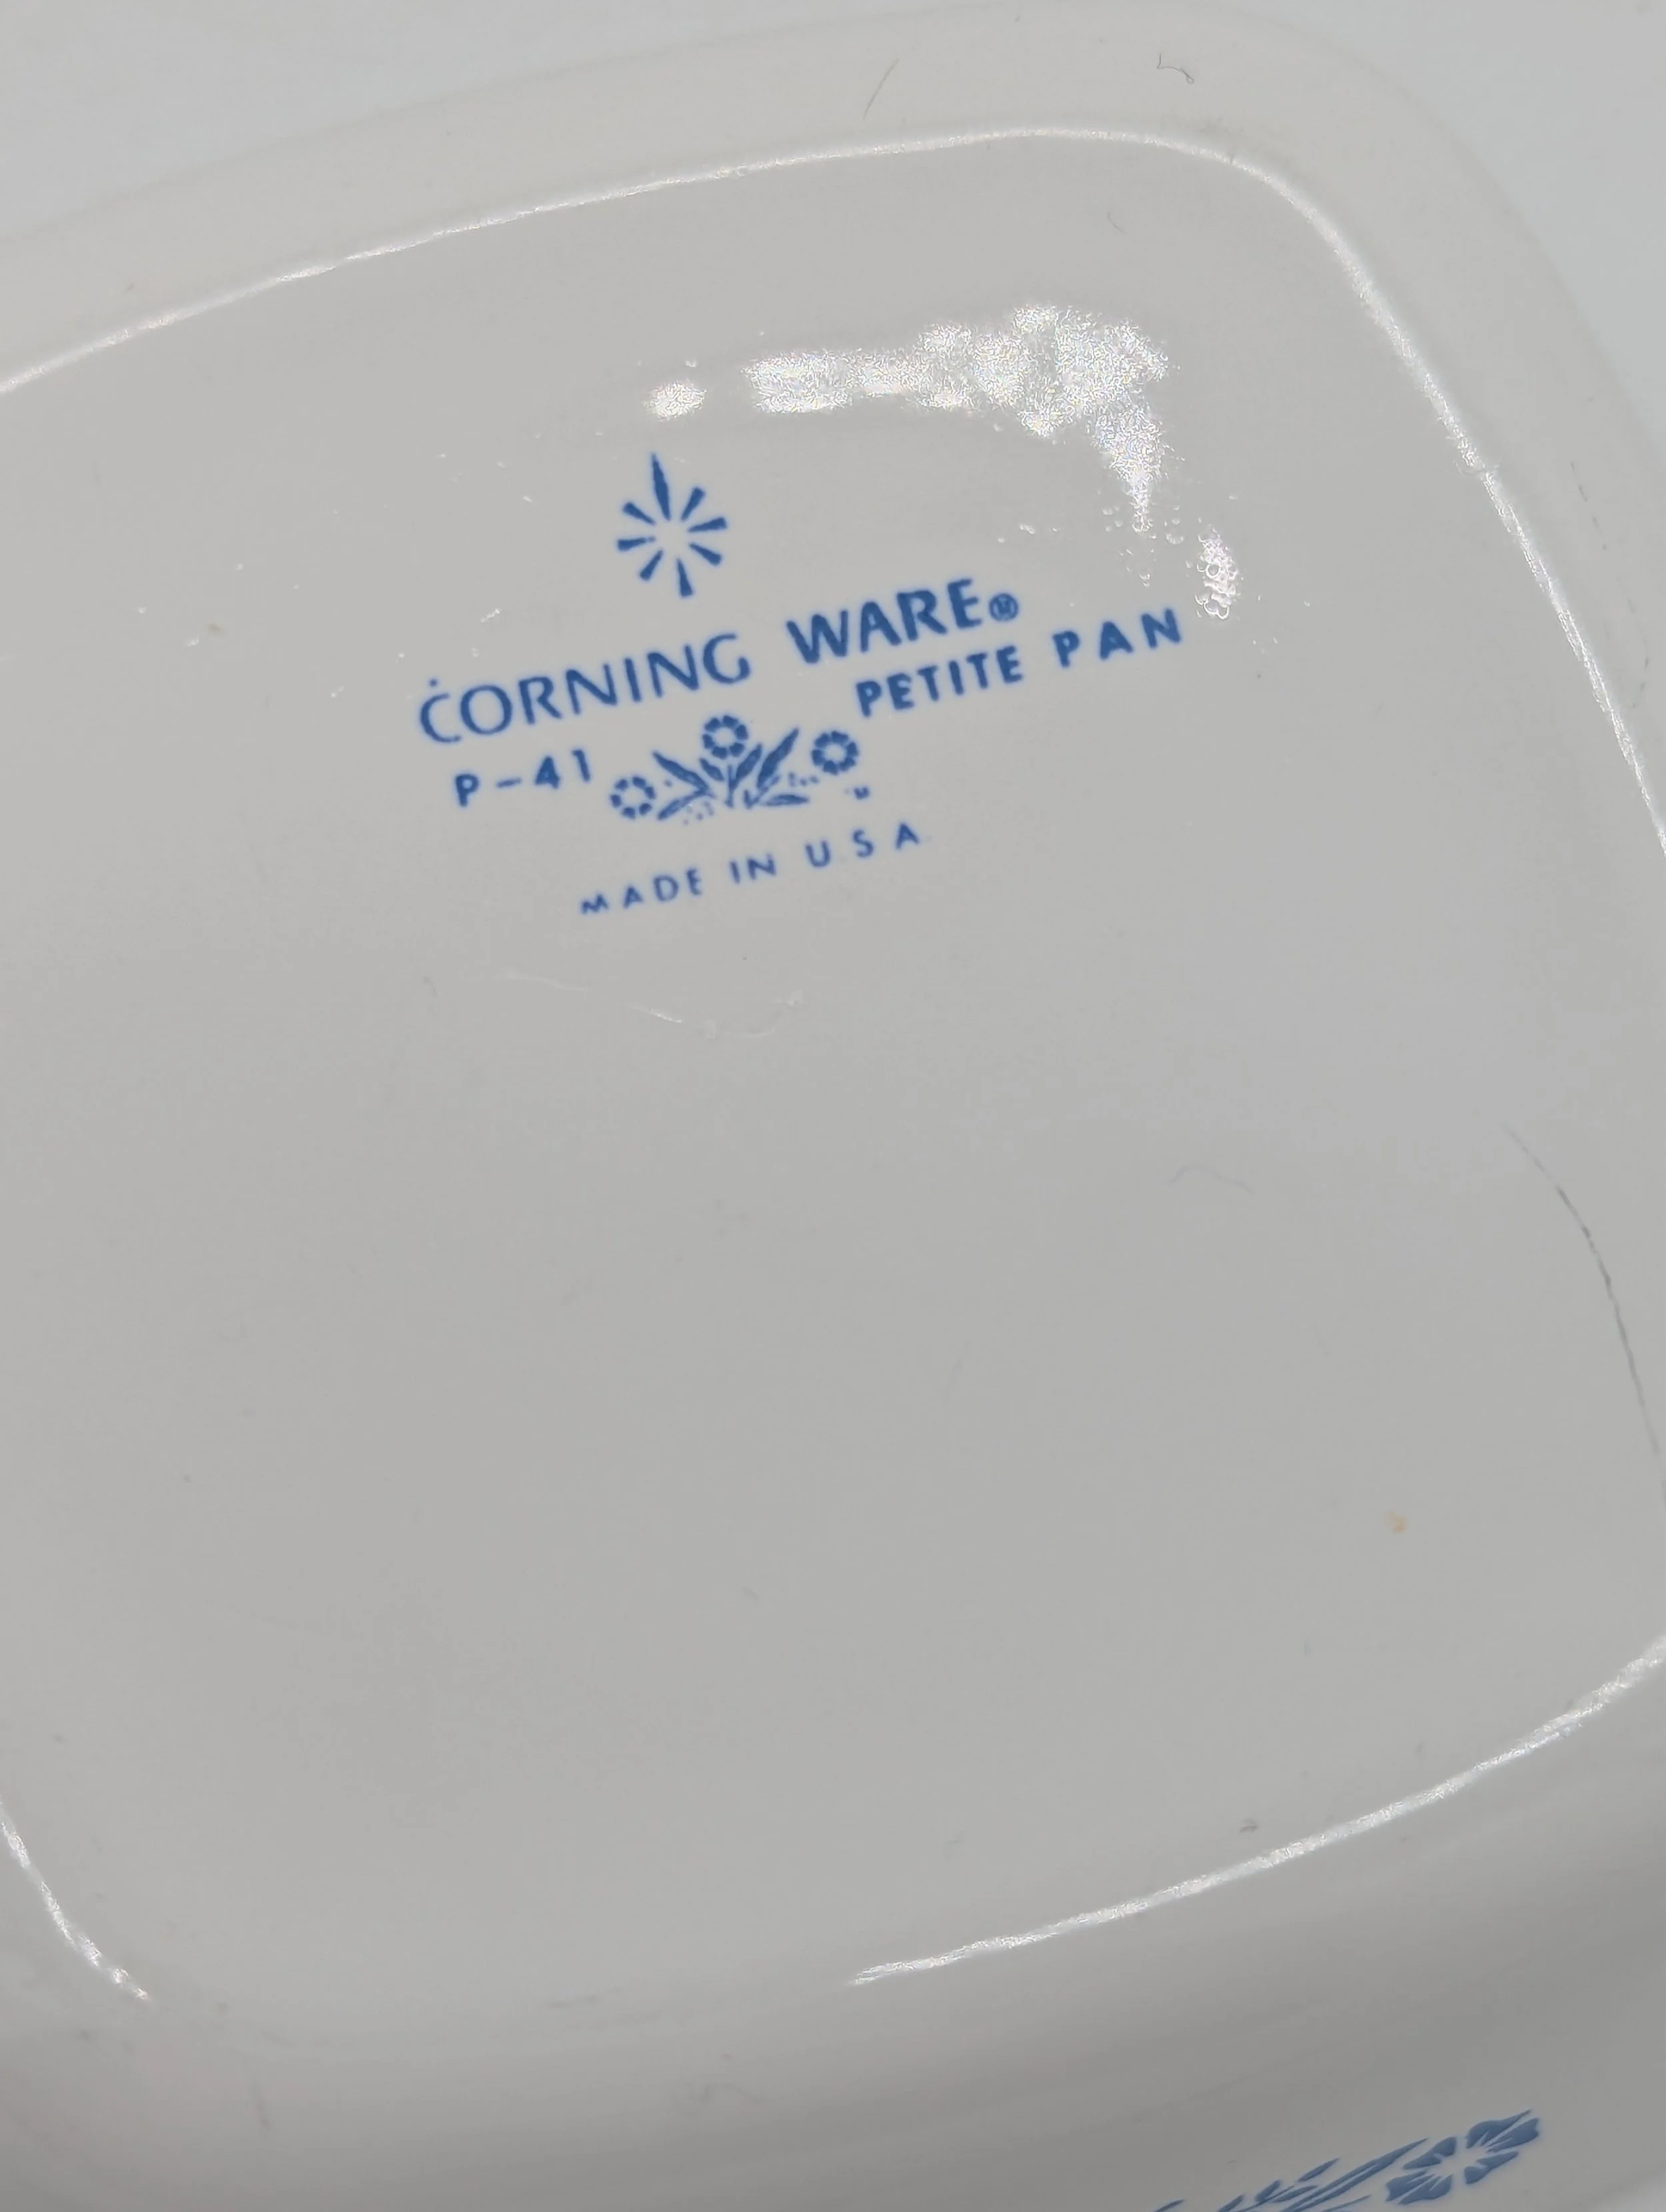 CORNING WARE®
P-41 PETITE PAN
MADE IN U.S.A.